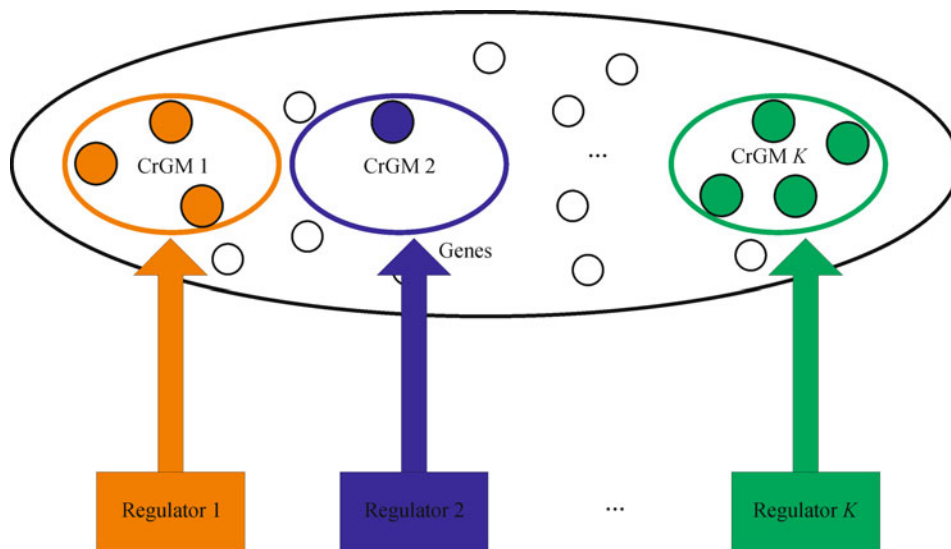 CrGM 1
CrGM 2
...
CrGM K
Genes
Regulator 1
Regulator 2
...
Regulator K